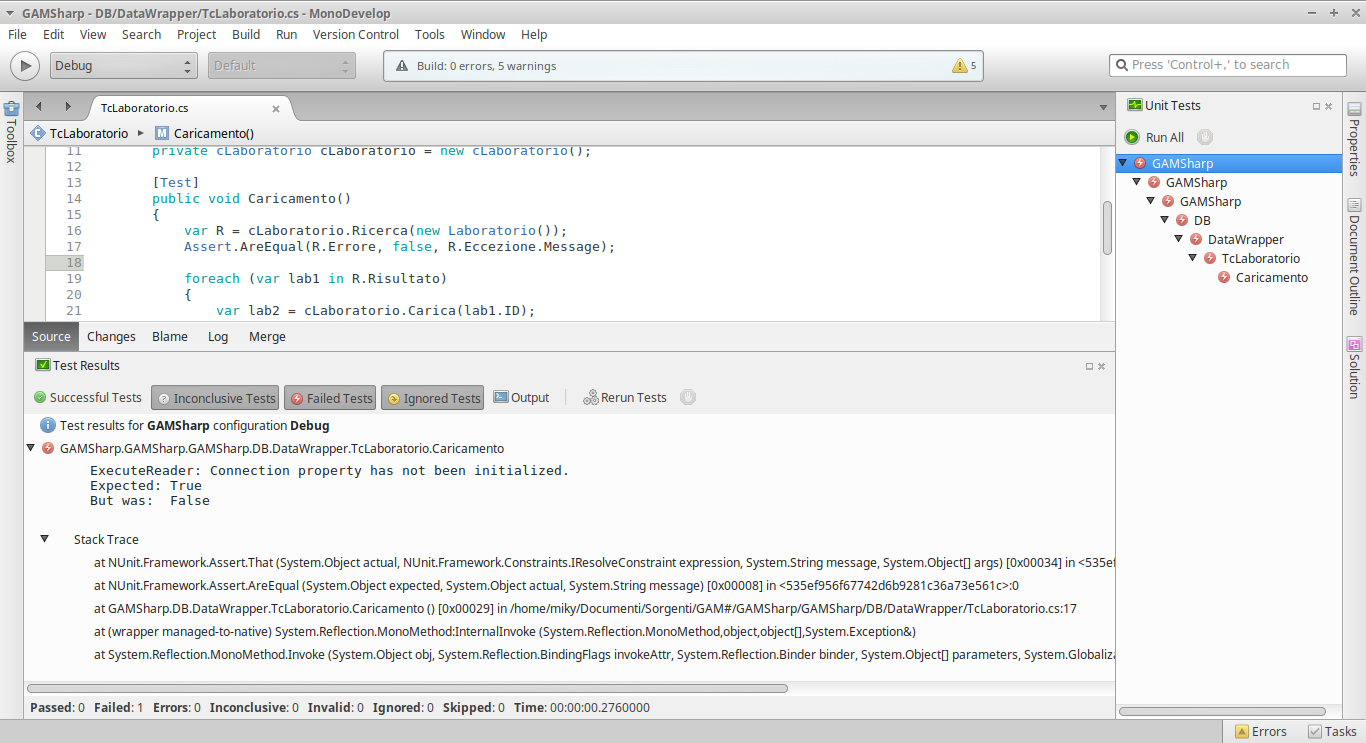 GAMSharp - DB/DataWrapper/TcLaboratorio.cs - MonoDevelop
File Edit View Search Project Build Run Version Control Tools Window Help
Debug Default Build: 0 errors, 5 warnings 5 Press 'Control+,' to search
Toolbox
TcLaboratorio.cs
TcLaboratorio Caricamento()
11 private cLaboratorio cLaboratorio = new cLaboratorio();
12
13 [Test]
14 public void Caricamento()
15 {
16 var R = cLaboratorio.Ricerca(new Laboratorio());
17 Assert.AreEqual(R.Errore, false, R.Eccezione.Message);
18
19 foreach (var lab1 in R.Risultato)
20 {
21 var lab2 = cLaboratorio.Carica(lab1.ID);
Source Changes Blame Log Merge
Test Results
Successful Tests Inconclusive Tests Failed Tests Ignored Tests Output Rerun Tests
Test results for GAMSharp configuration Debug
GAMSharp.GAMSharp.GAMSharp.DB.DataWrapper.TcLaboratorio.Caricamento
ExecuteReader: Connection property has not been initialized.
Expected: True
But was: False
Stack Trace
at NUnit.Framework.Assert.That (System.Object actual, NUnit.Framework.Constraints.IResolveConstraint expression, System.String message, System.Object[] args) [0x00034] in <535ef
at NUnit.Framework.Assert.AreEqual (System.Object expected, System.Object actual, System.String message) [0x00008] in <535ef956f67742d6b9281c36a73e561c>:0
at GAMSharp.DB.DataWrapper.TcLaboratorio.Caricamento () [0x00029] in /home/miky/Documenti/Sorgenti/GAM#/GAMSharp/GAMSharp/DB/DataWrapper/TcLaboratorio.cs:17
at (wrapper managed-to-native) System.Reflection.MonoMethod:InternalInvoke (System.Reflection.MonoMethod,object,object[],System.Exception&)
at System.Reflection.MonoMethod.Invoke (System.Object obj, System.Reflection.BindingFlags invokeAttr, System.Reflection.Binder binder, System.Object[] parameters, System.Globaliza
Passed: 0 Failed: 1 Errors: 0 Inconclusive: 0 Invalid: 0 Ignored: 0 Skipped: 0 Time: 00:00:00.2760000
Unit Tests
Run All
GAMSharp
GAMSharp
GAMSharp
DB
DataWrapper
TcLaboratorio
Caricamento
Properties
Document Outline
Solution
Errors Tasks